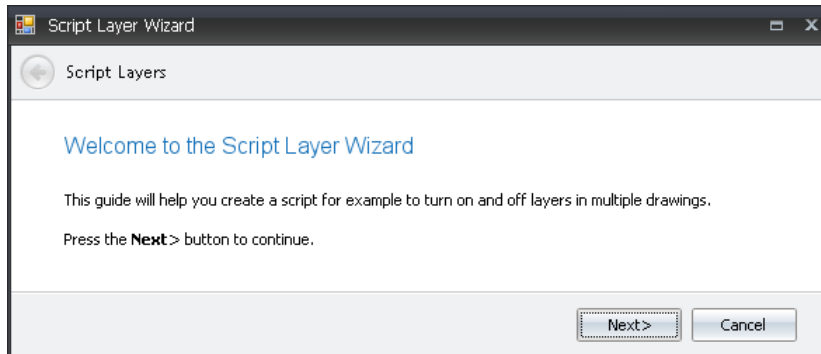 Script Layer Wizard
Script Layers
Welcome to the Script Layer Wizard
This guide will help you create a script for example to turn on and off layers in multiple drawings.
Press the Next> button to continue.
Next> Cancel